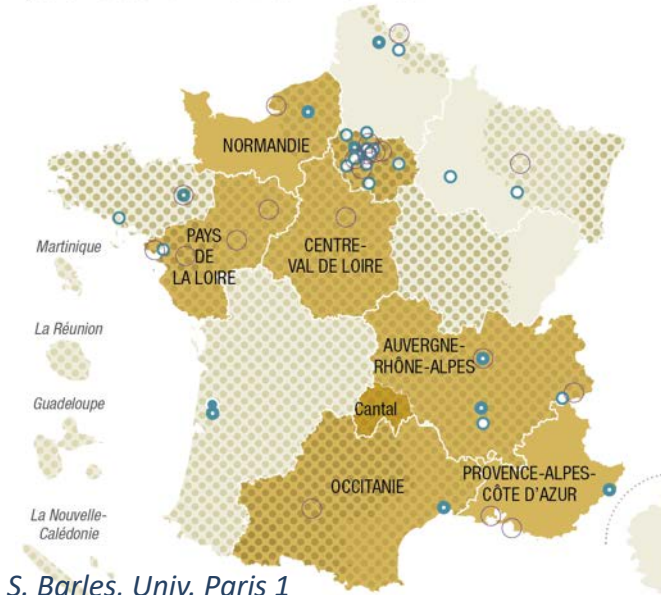 NORMANDIE
PAYS
DE
LA LOIRE
CENTRE-
VAL DE LOIRE
Martinique
La Réunion
AUVERGNE-
RHÔNE-ALPES
Guadeloupe
Cantal
PROVENCE-ALPES-
CÔTE D'AZUR
OCCITANIE
La Nouvelle-
Calédonie
S. Barles, Univ. Paris 1